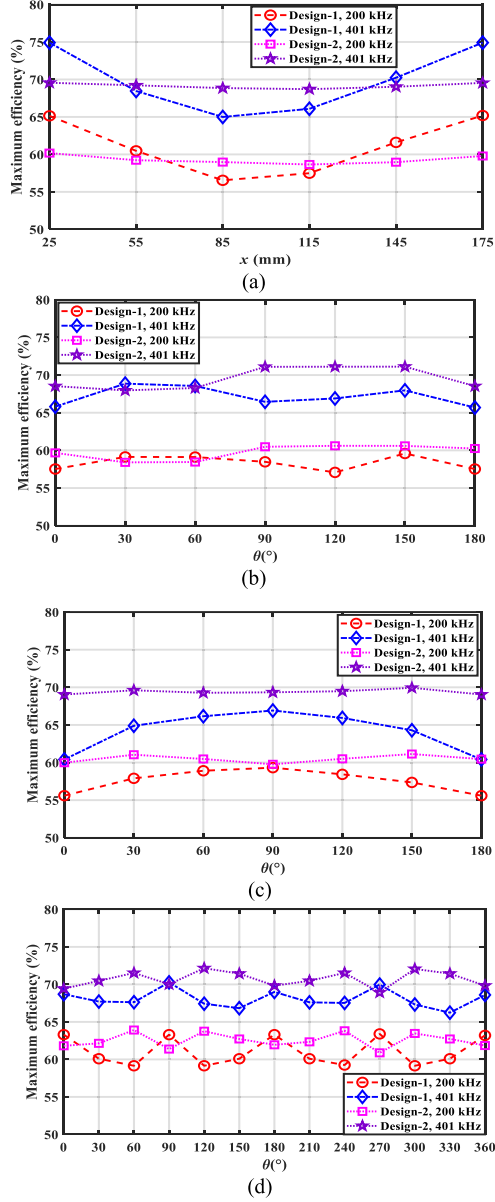 Maximum efficiency (%)
80
75
70
65
60
55
50
Design-1, 200 kHz
Design-1, 401 kHz
Design-2, 200 kHz
Design-2, 401 kHz
25 55 85 115 145 175
x (mm)
(a)
Maximum efficiency (%)
80
75
70
65
60
55
50
Design-1, 200 kHz
Design-1, 401 kHz
Design-2, 200 kHz
Design-2, 401 kHz
0 30 60 90 120 150 180
θ(°)
(b)
Maximum efficiency (%)
80
75
70
65
60
55
50
Design-1, 200 kHz
Design-1, 401 kHz
Design-2, 200 kHz
Design-2, 401 kHz
0 30 60 90 120 150 180
θ(°)
(c)
Maximum efficiency (%)
80
75
70
65
60
55
50
Design-1, 200 kHz
Design-1, 401 kHz
Design-2, 200 kHz
Design-2, 401 kHz
0 30 60 90 120 150 180 210 240 270 300 330 360
θ(°)
(d)